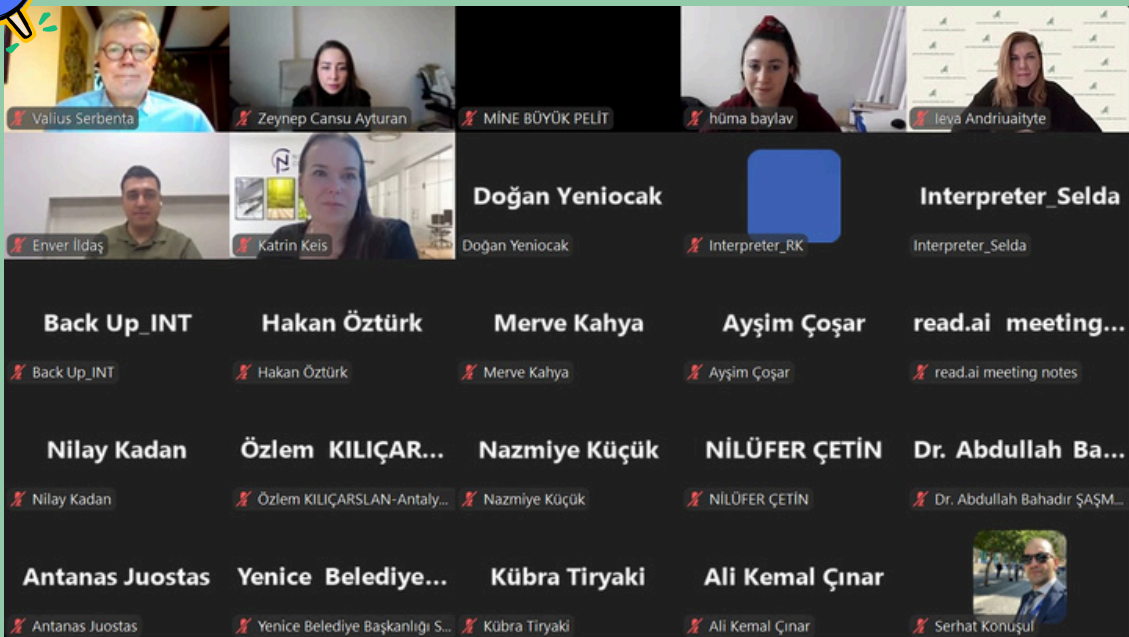 Valius Serbenta
Zeynep Cansu Ayturan
MİNE BÜYÜK PELİT
hüma baylav
Ieva Andriuaityte
Enver İldaş
Katrin Keis
Doğan Yeniocak
Doğan Yeniocak
Interpreter_RK
Interpreter_Selda
Interpreter_Selda
Back Up_INT
Back Up_INT
Hakan Öztürk
Hakan Öztürk
Merve Kahya
Merve Kahya
Ayşim Çoşar
Ayşim Çoşar
read.ai meeting...
read.ai meeting notes
Nilay Kadan
Nilay Kadan
Özlem KILIÇAR...
Özlem KILIÇARSLAN-Antaly...
Nazmiye Küçük
Nazmiye Küçük
NİLÜFER ÇETİN
NİLÜFER ÇETİN
Dr. Abdullah Ba...
Dr. Abdullah Bahadır ŞAŞM...
Antanas Juostas
Antanas Juostas
Yenice Belediye...
Yenice Belediye Başkanlığı S...
Kübra Tiryaki
Kübra Tiryaki
Ali Kemal Çınar
Ali Kemal Çınar
Serhat Konuşul